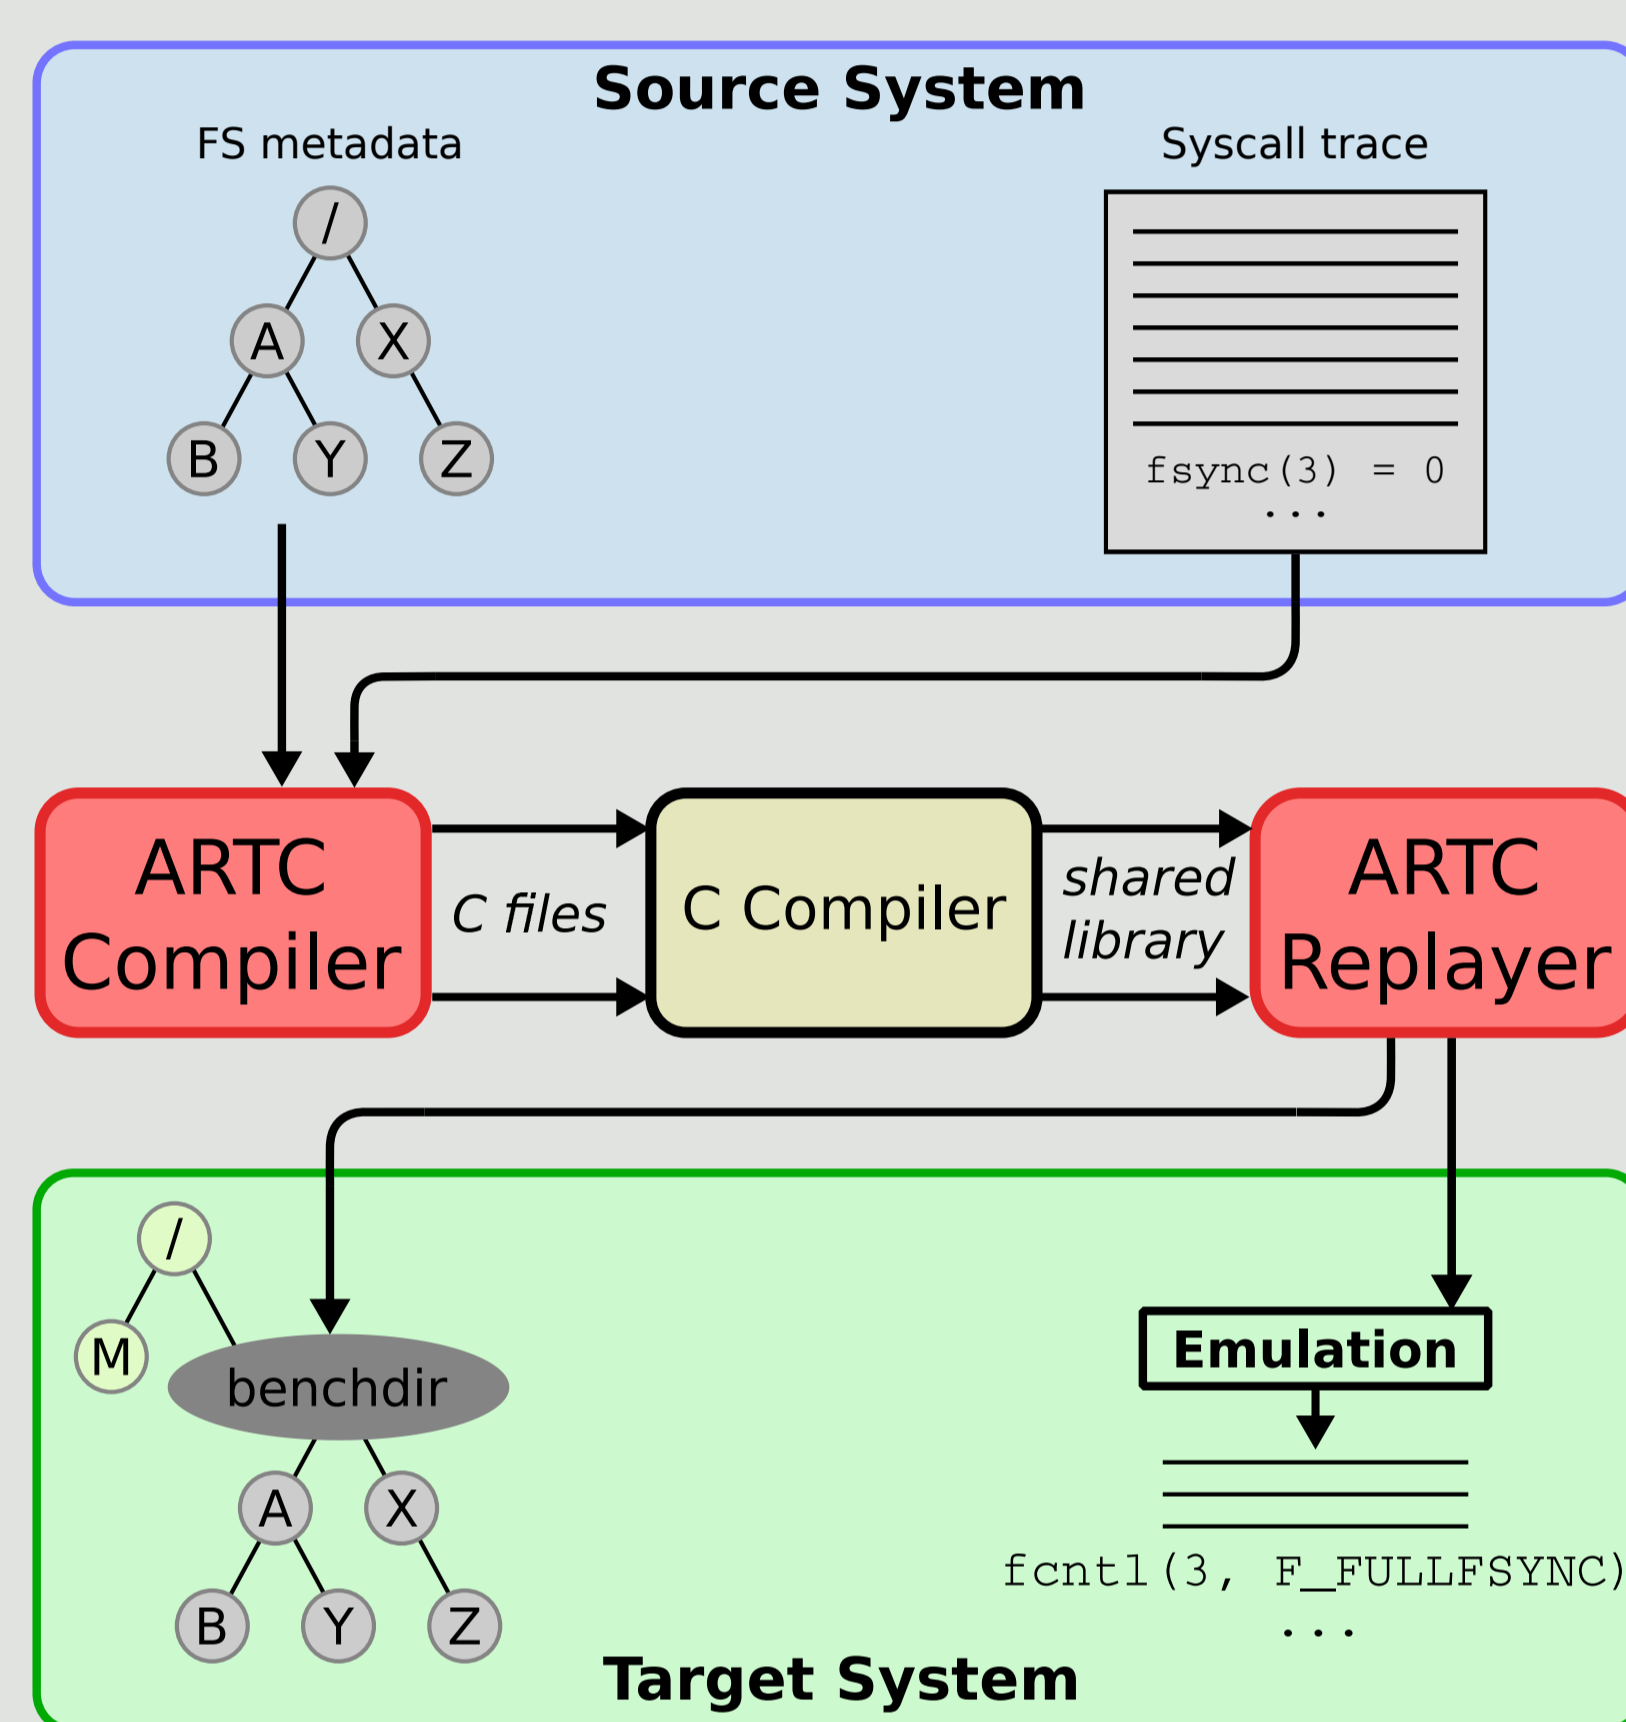 Source System
FS metadata
Syscall trace
/
A
X
B
Y
Z
fsync(3) = 0
...
ARTC
Compiler
C files
C Compiler
shared
library
ARTC
Replayer
/
M
benchdir
A
X
B
Y
Z
Emulation
fcntl(3, F_FULLFSYNC)
...
Target System